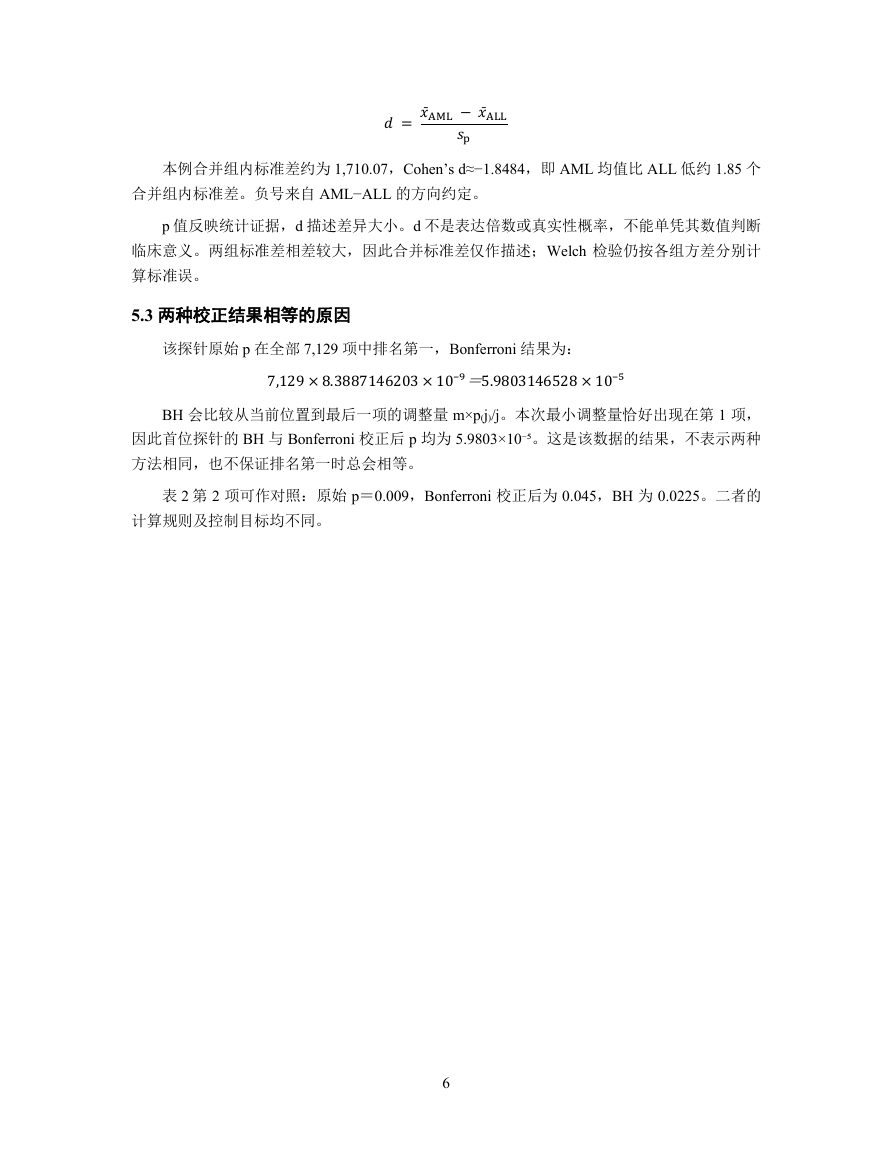 d = x̄AML − x̄ALL
sp
本例合并组内标准差约为 1,710.07，Cohen’s d≈−1.8484，即 AML 均值比 ALL 低约 1.85 个
合并组内标准差。负号来自 AML−ALL 的方向约定。
p 值反映统计证据，d 描述差异大小。d 不是表达倍数或真实性概率，不能单凭其数值判断
临床意义。两组标准差相差较大，因此合并标准差仅作描述；Welch 检验仍按各组方差分别计
算标准误。
5.3 两种校正结果相等的原因
该探针原始 p 在全部 7,129 项中排名第一，Bonferroni 结果为：
7,129 × 8.3887146203 × 10⁻⁹ =5.9803146528 × 10⁻⁵
BH 会比较从当前位置到最后一项的调整量 m×p₍j₎/j。本次最小调整量恰好出现在第 1 项，
因此首位探针的 BH 与 Bonferroni 校正后 p 均为 5.9803×10⁻⁵。这是该数据的结果，不表示两种
方法相同，也不保证排名第一时总会相等。
表 2 第 2 项可作对照：原始 p＝0.009，Bonferroni 校正后为 0.045，BH 为 0.0225。二者的
计算规则及控制目标均不同。
6